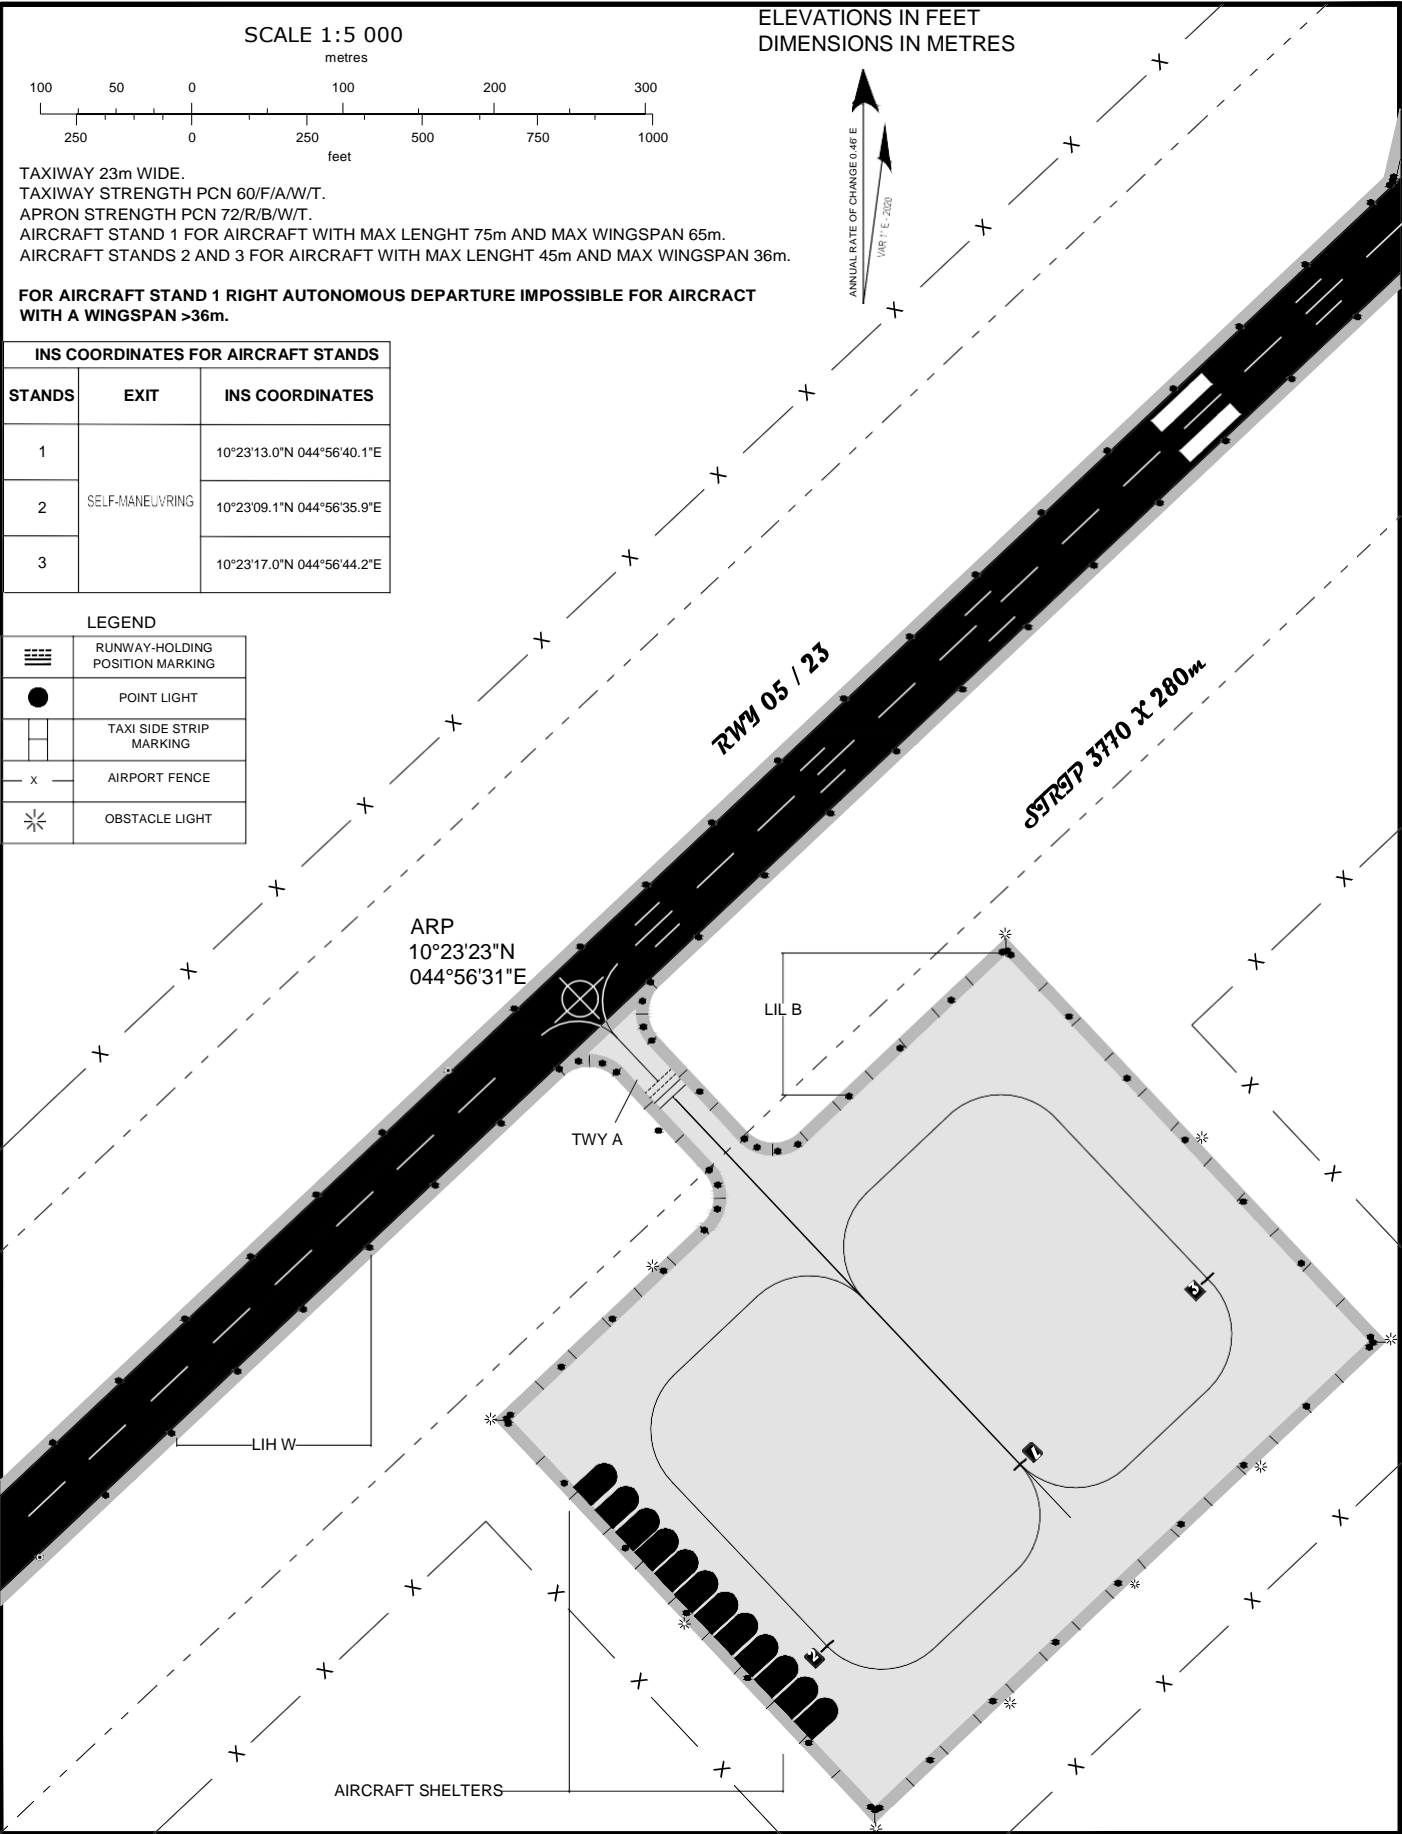 SCALE 1:5 000
metres
100 50 0 100 200 300
250 0 250 500 750 1000
feet
ELEVATIONS IN FEET
DIMENSIONS IN METRES
ANNUAL RATE OF CHANGE 0.46' E
VAR 1° E - 2020
TAXIWAY 23m WIDE.
TAXIWAY STRENGTH PCN 60/F/A/W/T.
APRON STRENGTH PCN 72/R/B/W/T.
AIRCRAFT STAND 1 FOR AIRCRAFT WITH MAX LENGHT 75m AND MAX WINGSPAN 65m.
AIRCRAFT STANDS 2 AND 3 FOR AIRCRAFT WITH MAX LENGHT 45m AND MAX WINGSPAN 36m.
FOR AIRCRAFT STAND 1 RIGHT AUTONOMOUS DEPARTURE IMPOSSIBLE FOR AIRCRACT
WITH A WINGSPAN >36m.
INS COORDINATES FOR AIRCRAFT STANDS
STANDS EXIT INS COORDINATES
1 10°23'13.0"N 044°56'40.1"E
2 SELF-MANEUVRING 10°23'09.1"N 044°56'35.9"E
3 10°23'17.0"N 044°56'44.2"E
LEGEND
RUNWAY-HOLDING
POSITION MARKING
POINT LIGHT
TAXI SIDE STRIP
MARKING
x AIRPORT FENCE
OBSTACLE LIGHT
RWY 05 / 23
STRIP 3770 X 280m
ARP
10°23'23"N
044°56'31"E
LIL B
TWY A
3
LIH W
1
2
AIRCRAFT SHELTERS